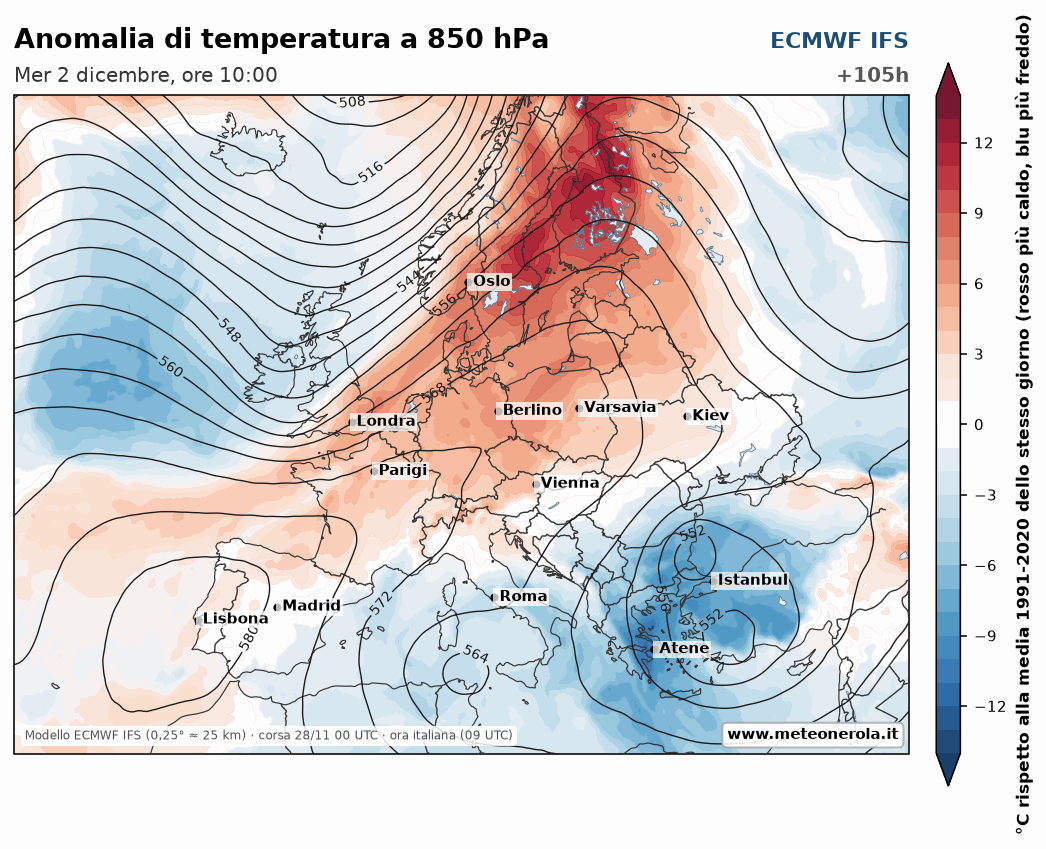 Anomalia di temperatura a 850 hPa
ECMWF IFS
Mer 2 dicembre, ore 10:00
+105h
508
516
544
556
548
560
568
Oslo
Londra
Berlino
Varsavia
Kiev
Parigi
Vienna
552
Istanbul
Roma
572
Madrid
Lisbona
580
556
552
Atene
564
Modello ECMWF IFS (0,25° ≈ 25 km) · corsa 28/11 00 UTC · ora italiana (09 UTC)
www.meteonerola.it
12
9
6
3
0
−3
−6
−9
−12
°C rispetto alla media 1991-2020 dello stesso giorno (rosso più caldo, blu più freddo)